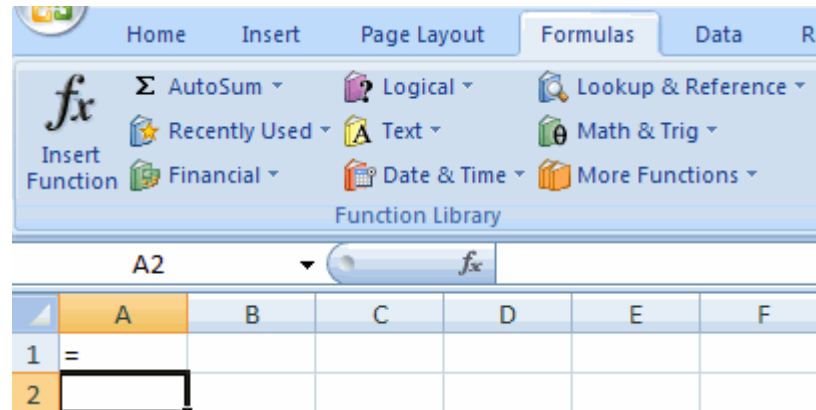 Home Insert Page Layout Formulas Data R
fx Σ AutoSum Logical Lookup & Reference
Recently Used A Text θ Math & Trig
Insert
Function Financial Date & Time More Functions
Function Library
A2 fx
A B C D E F
1 =
2